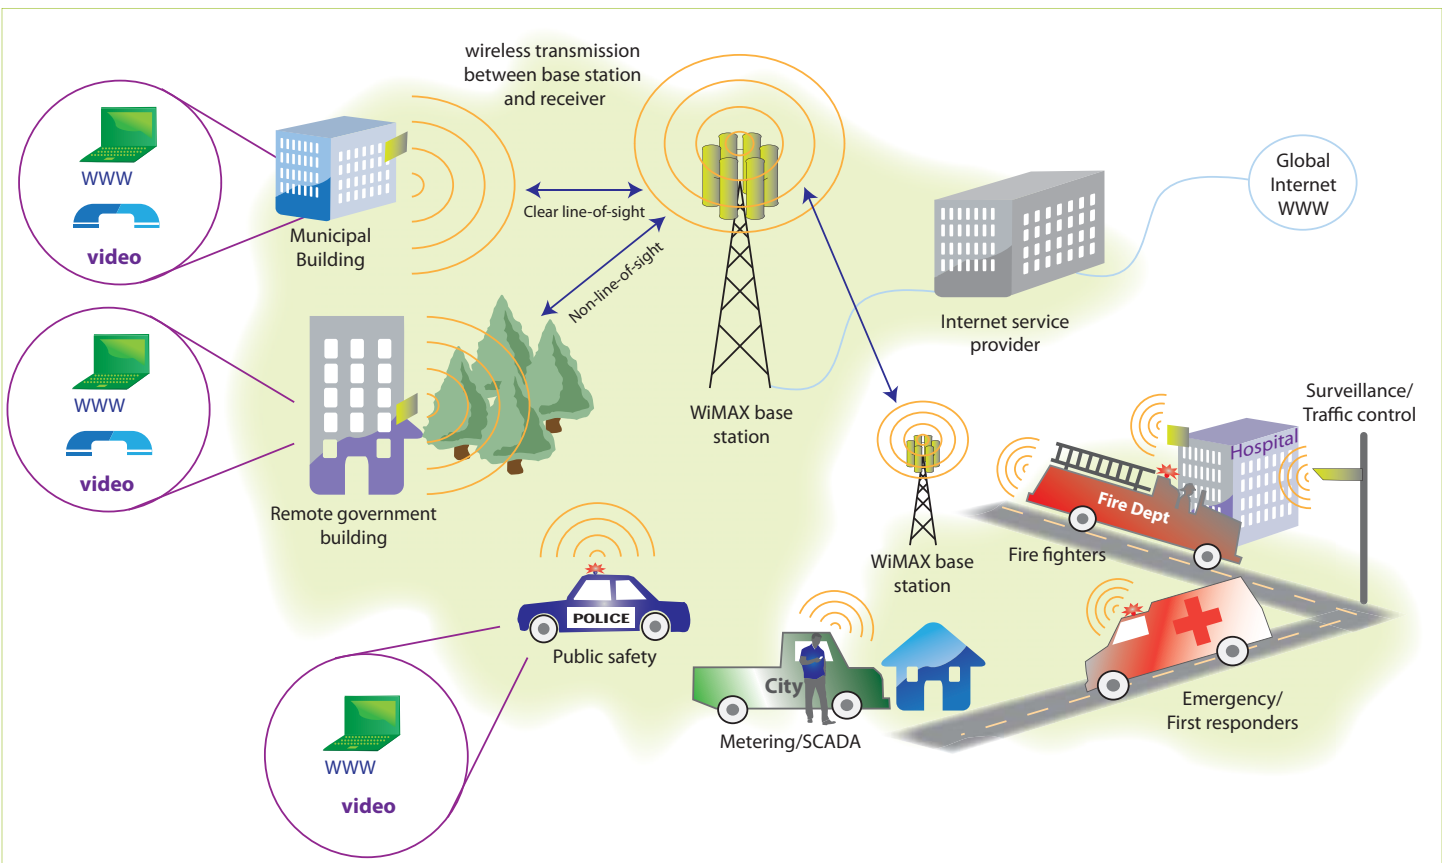 wireless transmission
between base station
and receiver
WWW
video
Municipal
Building
Clear line-of-sight
Non-line-of-sight
Global
Internet
WWW
Internet service
provider
WWW
video
Remote government
building
WiMAX base
station
Surveillance/
Traffic control
Hospital
Fire Dept
Fire fighters
WiMAX base
station
POLICE
Public safety
City
Metering/SCADA
Emergency/
First responders
WWW
video